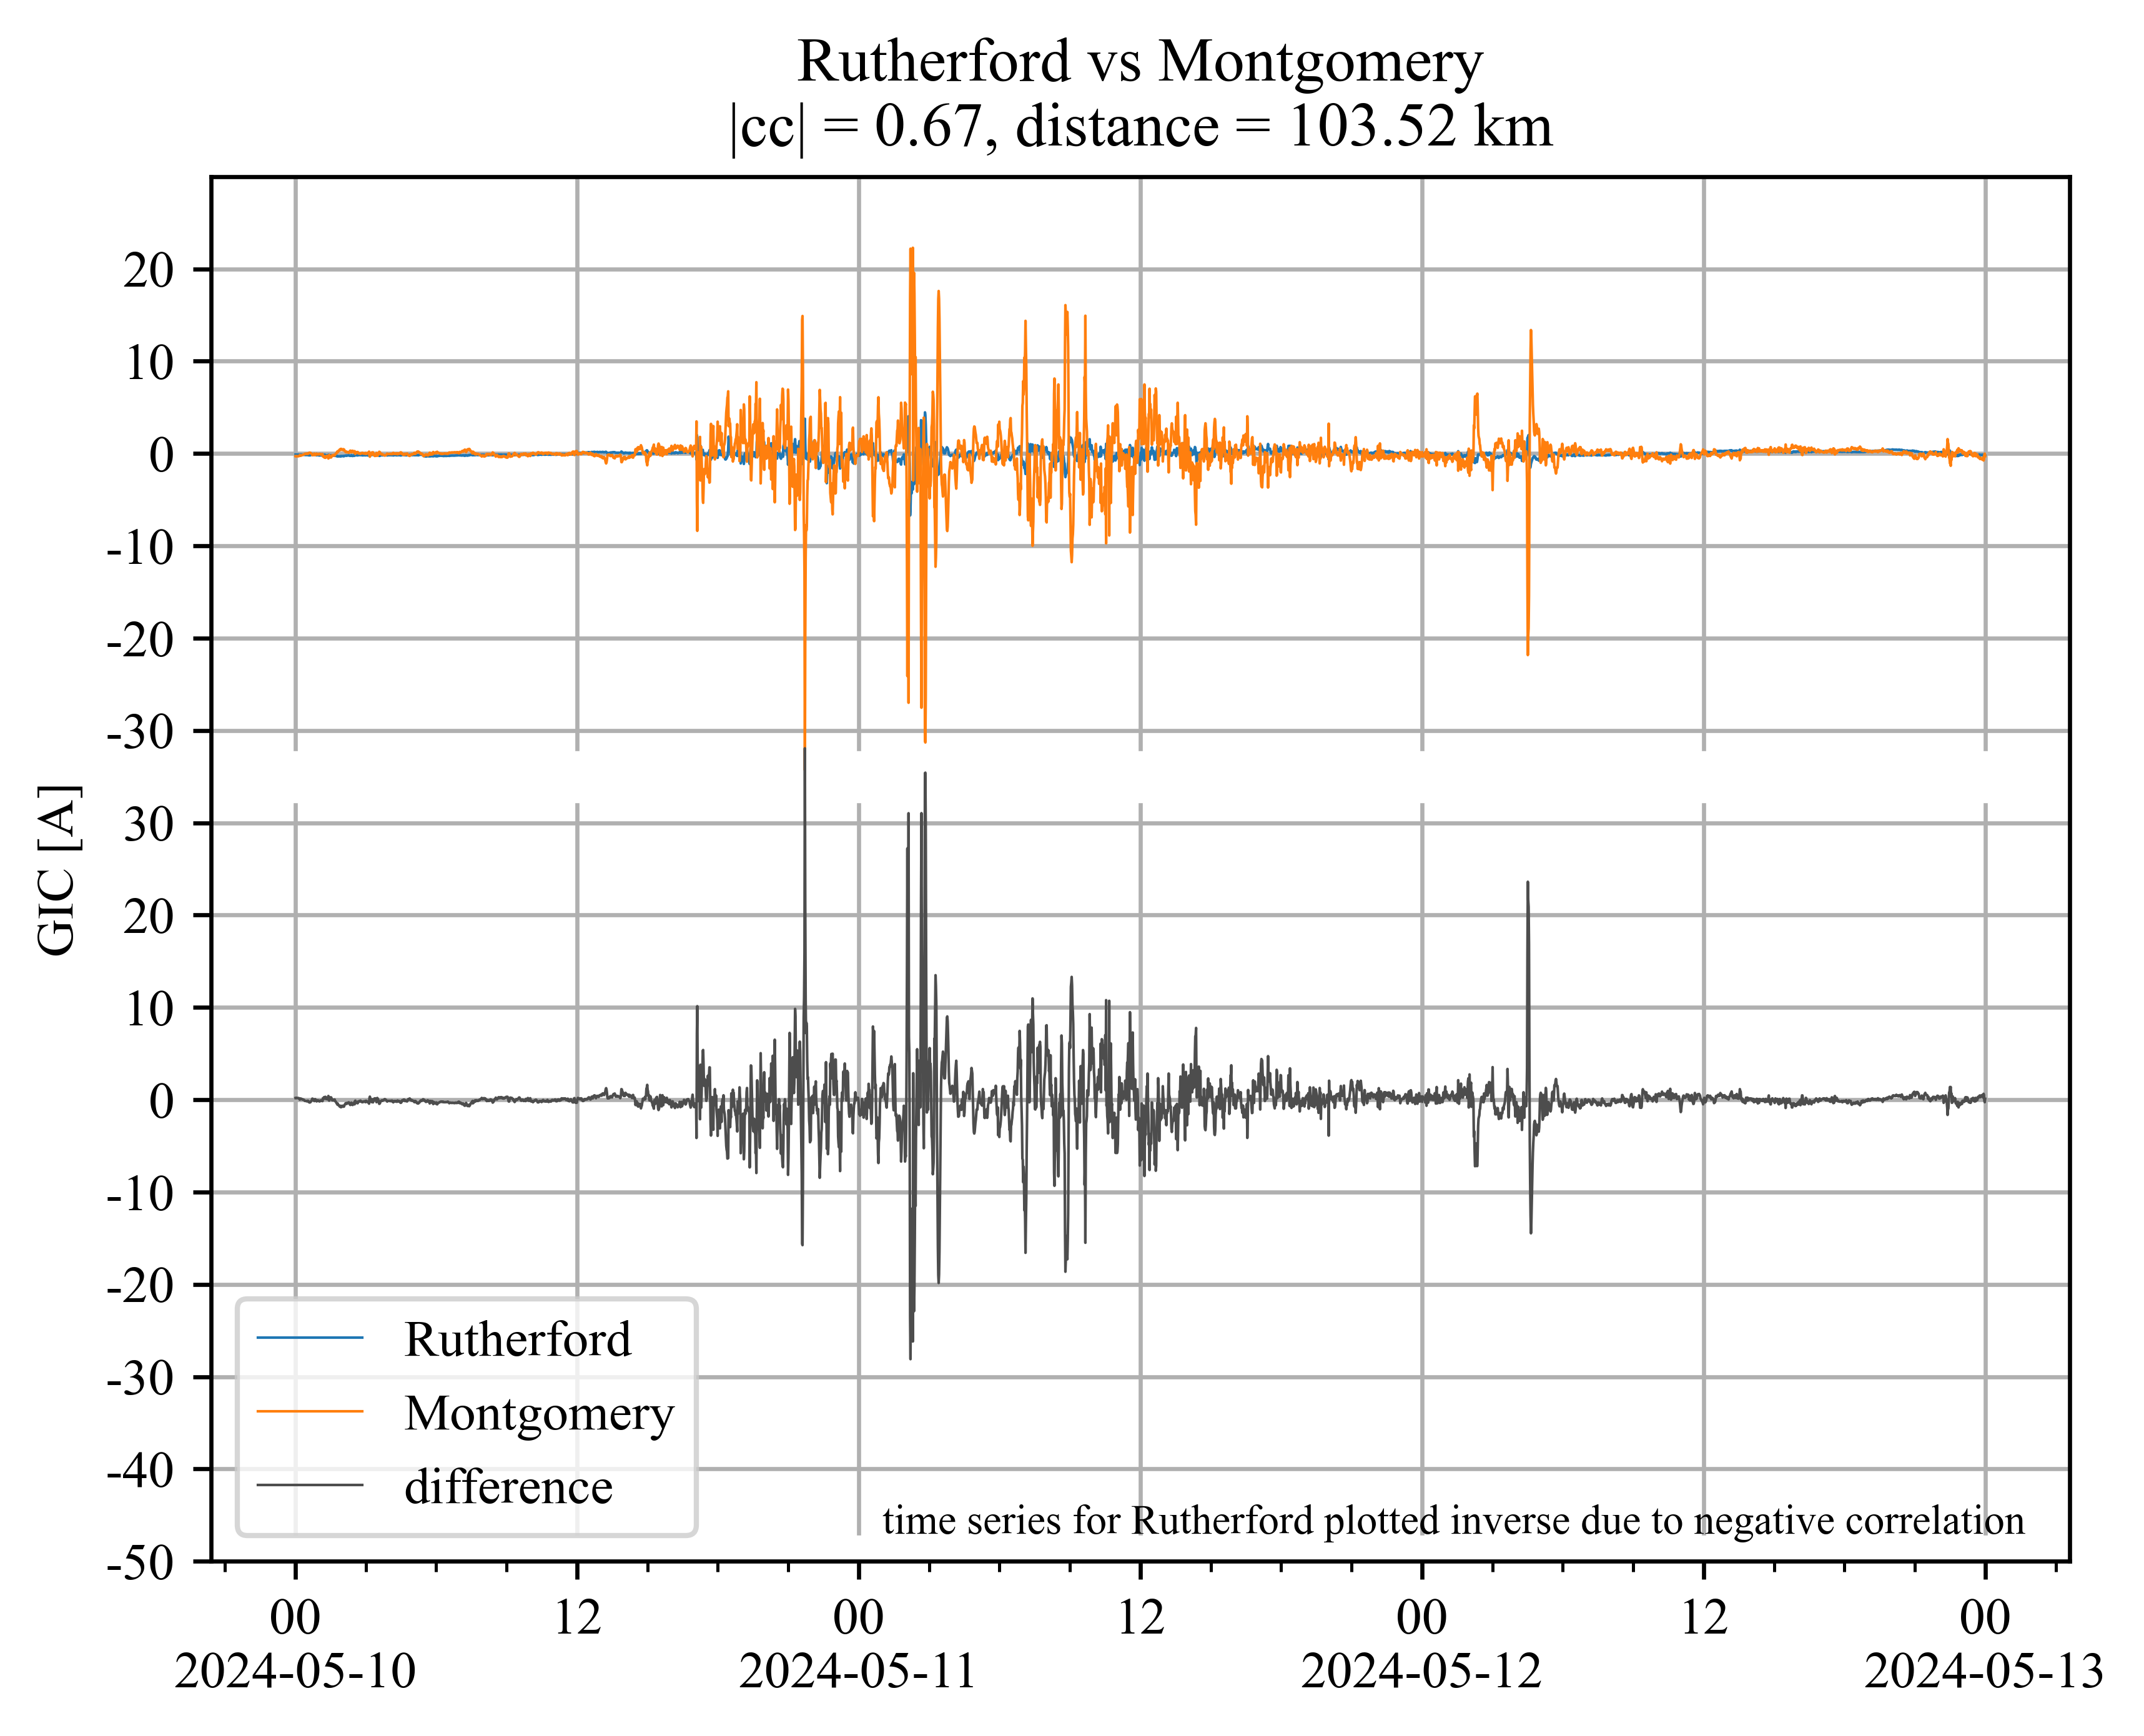 Rutherford vs Montgomery
|cc| = 0.67, distance = 103.52 km
GIC [A]
20
10
0
-10
-20
-30
30
20
10
0
-10
-20
-30
-40
-50
Rutherford
Montgomery
difference
time series for Rutherford plotted inverse due to negative correlation
00 12 00 12 00 12 00
2024-05-10 2024-05-11 2024-05-12 2024-05-13